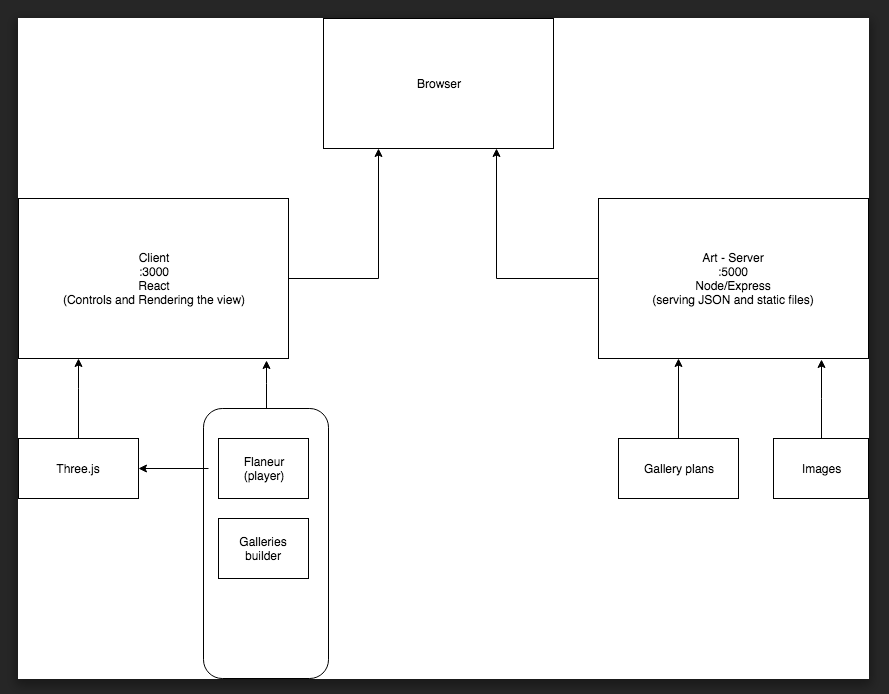 Browser
Client
:3000
React
(Controls and Rendering the view)
Art - Server
:5000
Node/Express
(serving JSON and static files)
Three.js
Flaneur
(player)
Galleries
builder
Gallery plans
Images